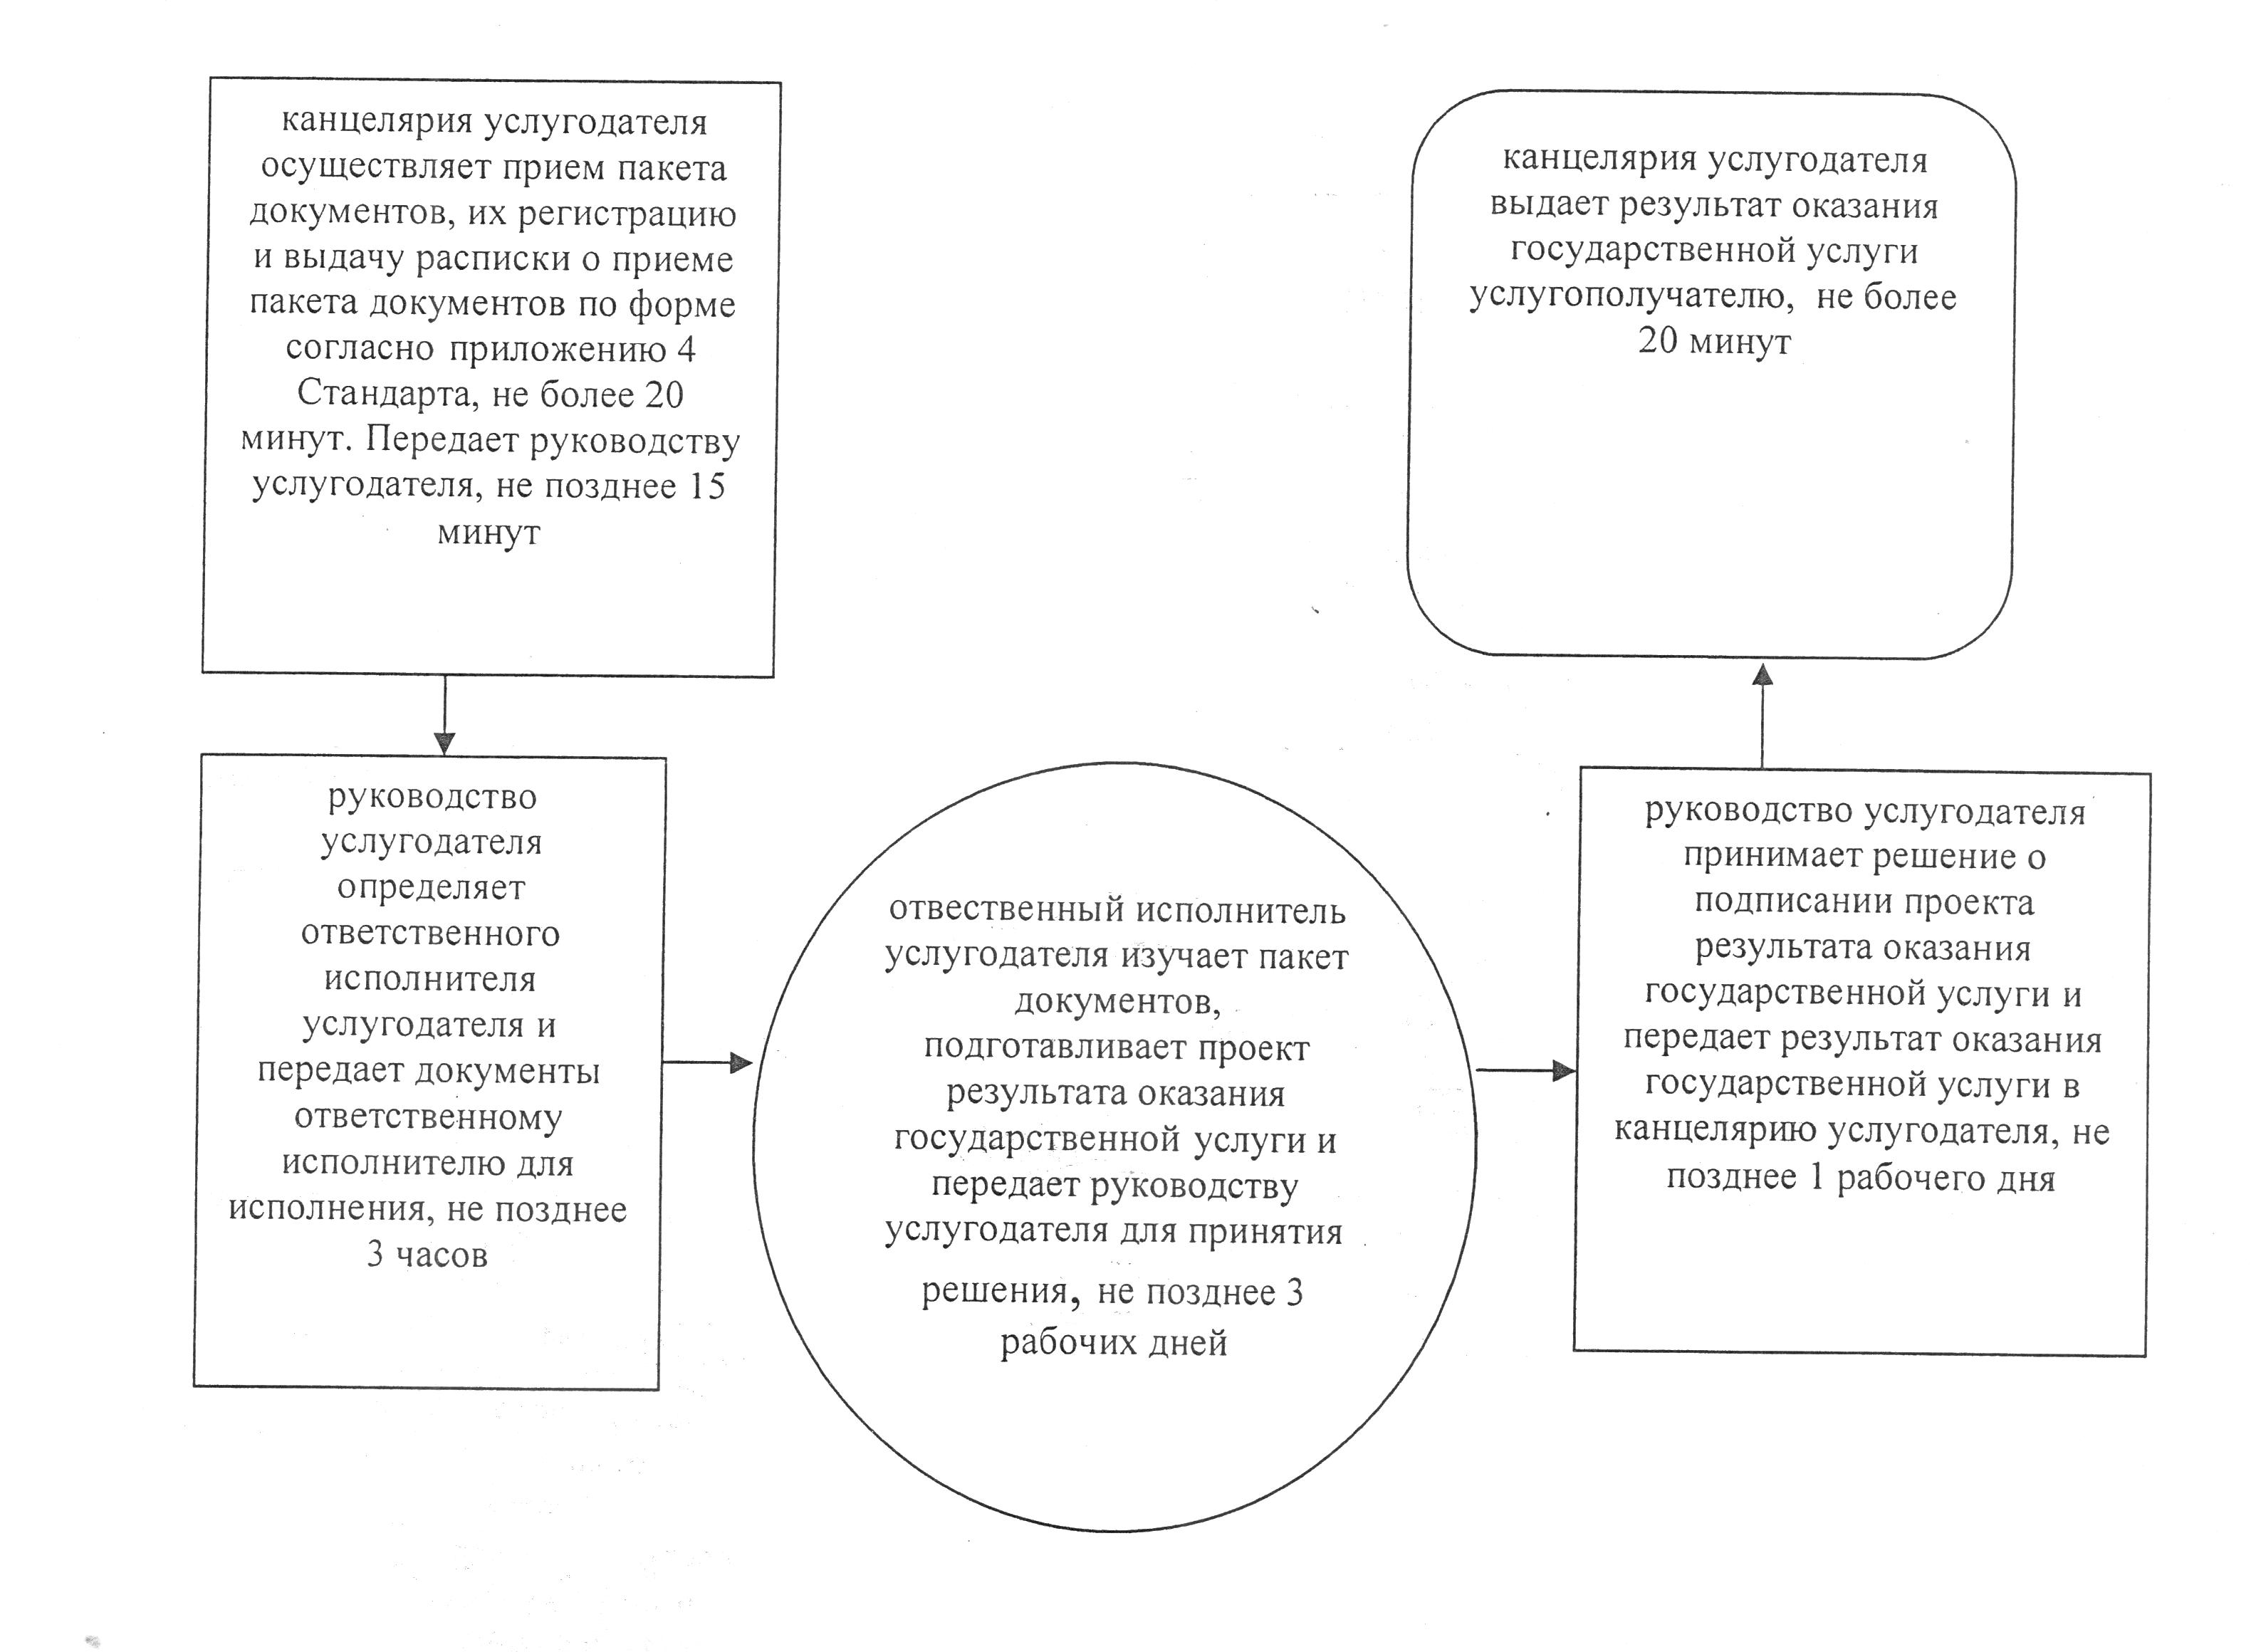 канцелярия услугодателя
осуществляет прием пакета
документов, их регистрацию
и выдачу расписки о приеме
пакета документов по форме
согласно приложению 4
Стандарта, не более 20
минут. Передает руководству
услугодателя, не позднее 15
минут
руководство
услугодателя
определяет
ответственного
исполнителя
услугодателя и
передает документы
ответственному
исполнителю для
исполнения, не позднее
3 часов
отвественный исполнитель
услугодателя изучает пакет
документов,
подготавливает проект
результата оказания
государственной услуги и
передает руководству
услугодателя для принятия
решения, не позднее 3
рабочих дней
руководство услугодателя
принимает решение о
подписании проекта
результата оказания
государственной услуги и
передает результат оказания
государственной услуги в
канцелярию услугодателя, не
позднее 1 рабочего дня
канцелярия услугодателя
выдает результат оказания
государственной услуги
услугополучателю, не более
20 минут